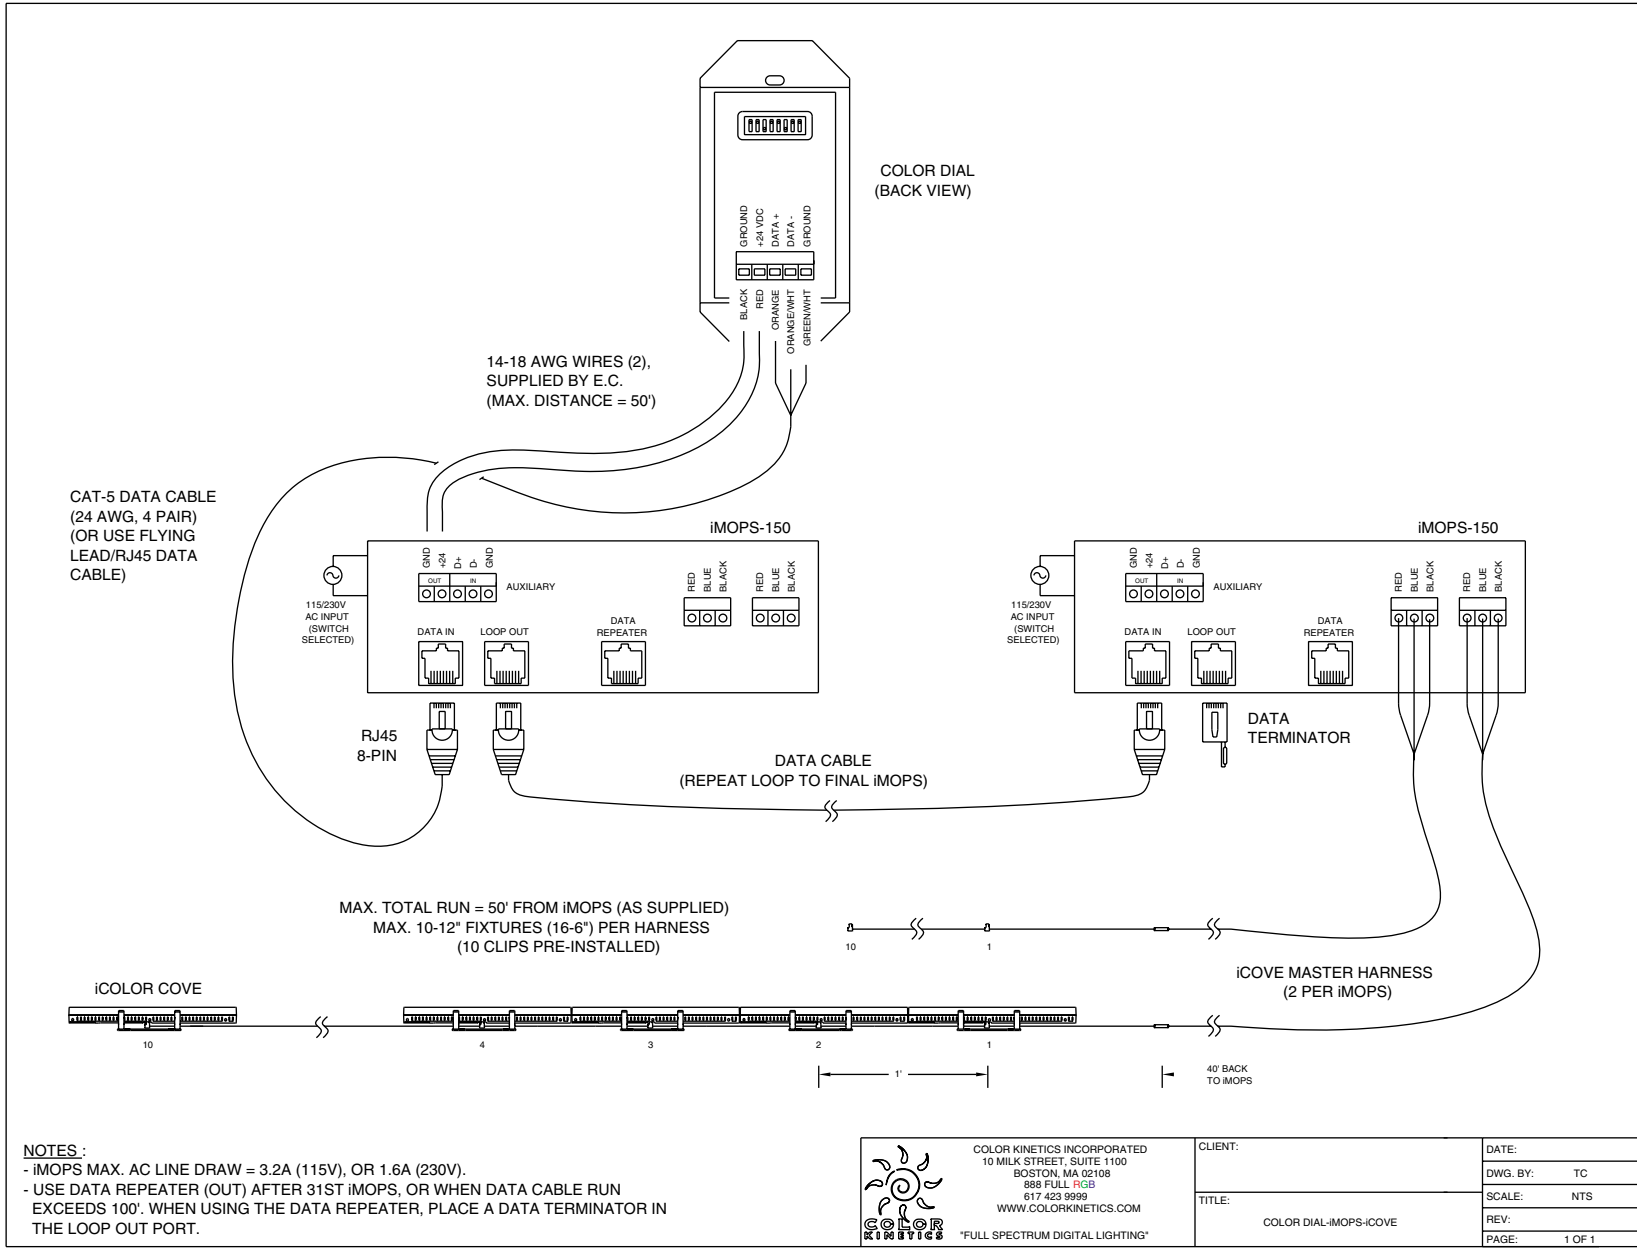 COLOR DIAL
(BACK VIEW)
GROUND
+24 VDC
DATA +
DATA -
GROUND
BLACK
RED
ORANGE
ORANGE/WHT
GREEN/WHT
14-18 AWG WIRES (2),
SUPPLIED BY E.C.
(MAX. DISTANCE = 50')
CAT-5 DATA CABLE
(24 AWG, 4 PAIR)
(OR USE FLYING
LEAD/RJ45 DATA
CABLE)
iMOPS-150
GND
+24
D+
D-
GND
OUT
IN
AUXILIARY
RED
BLUE
BLACK
RED
BLUE
BLACK
115/230V
AC INPUT
(SWITCH
SELECTED)
DATA IN
LOOP OUT
DATA
REPEATER
iMOPS-150
GND
+24
D+
D-
GND
OUT
IN
AUXILIARY
RED
BLUE
BLACK
RED
BLUE
BLACK
115/230V
AC INPUT
(SWITCH
SELECTED)
DATA IN
LOOP OUT
DATA
REPEATER
RJ45
8-PIN
DATA CABLE
(REPEAT LOOP TO FINAL iMOPS)
DATA
TERMINATOR
MAX. TOTAL RUN = 50' FROM iMOPS (AS SUPPLIED)
MAX. 10-12" FIXTURES (16-6") PER HARNESS
(10 CLIPS PRE-INSTALLED)
10
1
iCOVE MASTER HARNESS
(2 PER iMOPS)
iCOLOR COVE
10
4
3
2
1
1'
40' BACK
TO iMOPS
NOTES :
- iMOPS MAX. AC LINE DRAW = 3.2A (115V), OR 1.6A (230V).
- USE DATA REPEATER (OUT) AFTER 31ST iMOPS, OR WHEN DATA CABLE RUN
EXCEEDS 100'. WHEN USING THE DATA REPEATER, PLACE A DATA TERMINATOR IN
THE LOOP OUT PORT.
COLOR
KINETICS
COLOR KINETICS INCORPORATED
10 MILK STREET, SUITE 1100
BOSTON, MA 02108
888 FULL RGB
617 423 9999
WWW.COLORKINETICS.COM
"FULL SPECTRUM DIGITAL LIGHTING"
CLIENT:
TITLE:
COLOR DIAL-iMOPS-iCOVE
DATE:
DWG. BY: TC
SCALE: NTS
REV:
PAGE: 1 OF 1